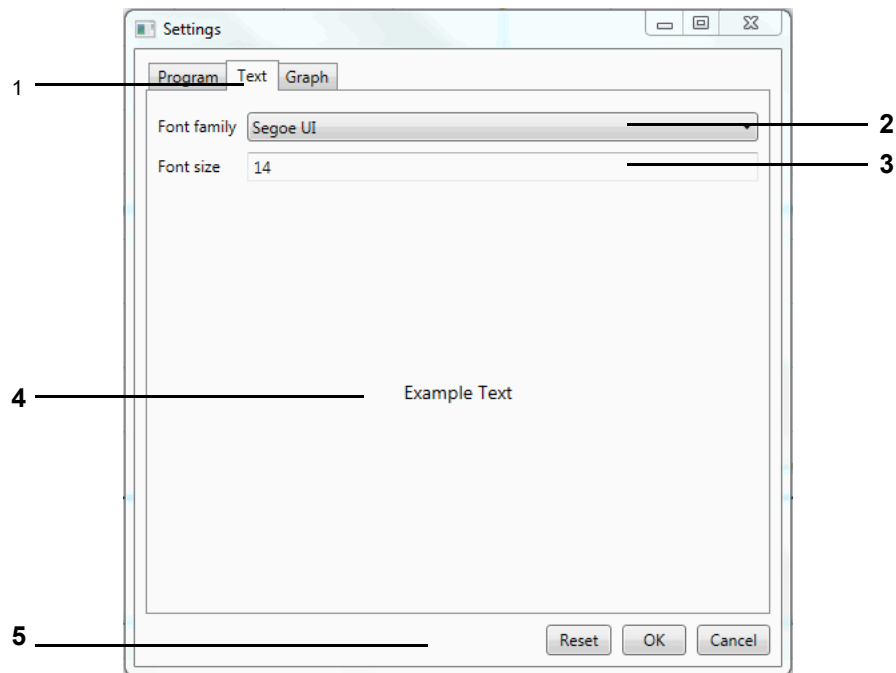 Settings
1 Program Text Graph
Font family Segoe UI 2
Font size 14 3
4 Example Text
5 Reset OK Cancel